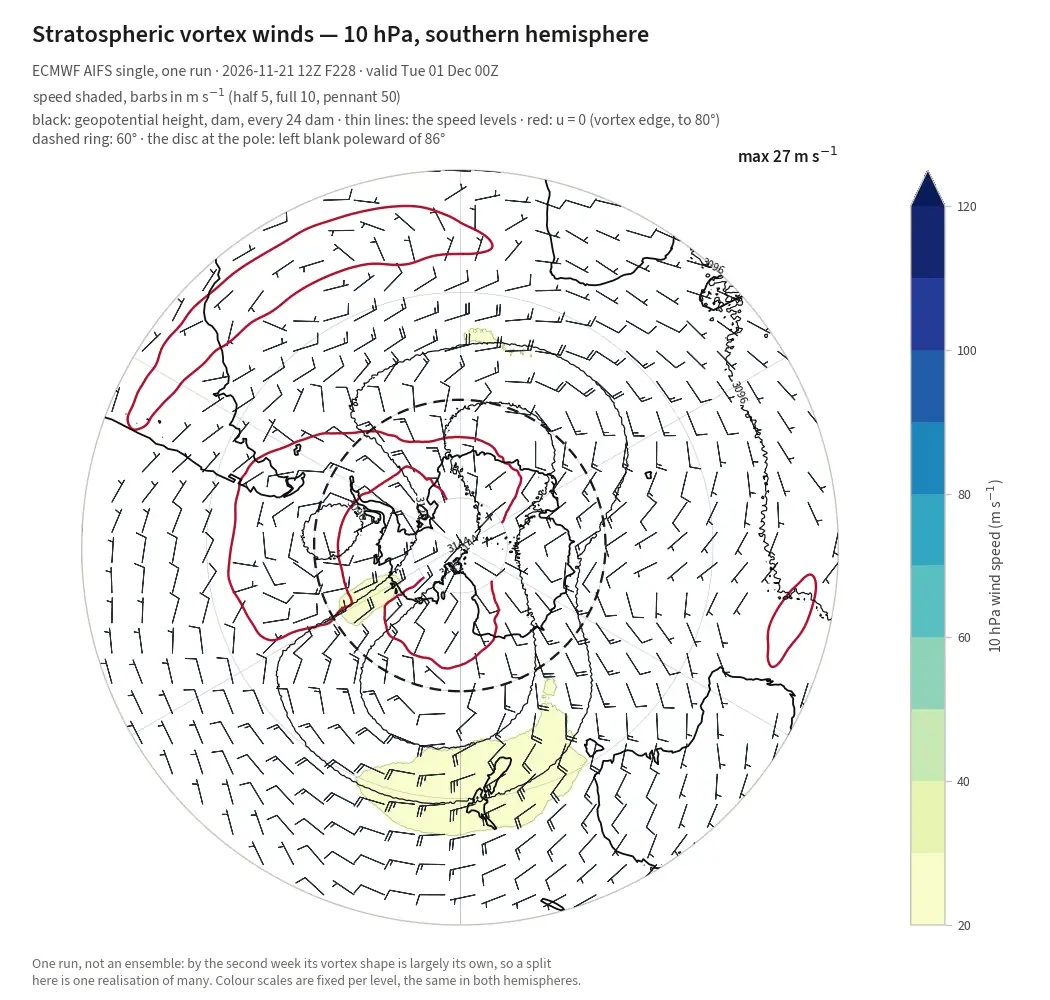 Stratospheric vortex winds — 10 hPa, southern hemisphere
ECMWF AIFS single, one run · 2026-11-21 12Z F228 · valid Tue 01 Dec 00Z
speed shaded, barbs in m s⁻¹ (half 5, full 10, pennant 50)
black: geopotential height, dam, every 24 dam · thin lines: the speed levels · red: u = 0 (vortex edge, to 80°)
dashed ring: 60° · the disc at the pole: left blank poleward of 86°
max 27 m s⁻¹
3096
3096
120
100
80
60
40
20
10 hPa wind speed (m s⁻¹)
One run, not an ensemble: by the second week its vortex shape is largely its own, so a split
here is one realisation of many. Colour scales are fixed per level, the same in both hemispheres.